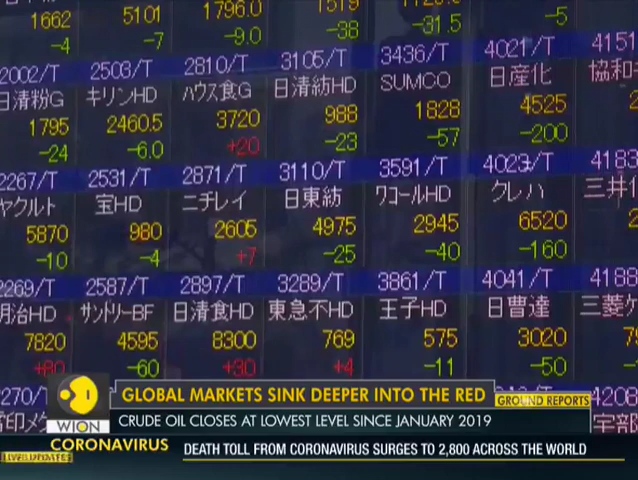 1662 5101 1796.0 1519 -5
-4 -7 -9.0 -38 -31.5
2002/T 2503/T 2810/T 3105/T 3436/T 4021/T 4151
日清粉G キリンHD ハウス食G 日清紡HD SUMCO 日産化 協和キ
1795 2460.5 3720 988 1828 4525
-24 -6.0 +20 -23 -57 -200
2267/T 2531/T 2871/T 3110/T 3591/T 4023/T 4183
ヤクルト 宝HD ニチレイ 日東紡 ワコールHD クレハ 三井化
5870 980 2605 4975 2945 6520
-10 -4 +7 -25 -40 -160
2269/T 2587/T 2897/T 3289/T 3861/T 4041/T 4188
明治HD サントリーBF 日清食HD 東急不HD 王子HD 日曹達 三菱ケ
7820 4595 8300 769 575 3020
+80 -60 +30 +4 -11 -50
2270/T 4208
雪印メグ 宇部
GLOBAL MARKETS SINK DEEPER INTO THE RED
GROUND REPORTS
CRUDE OIL CLOSES AT LOWEST LEVEL SINCE JANUARY 2019
WION
CORONAVIRUS
DEATH TOLL FROM CORONAVIRUS SURGES TO 2,800 ACROSS THE WORLD
LIVE UPDATES